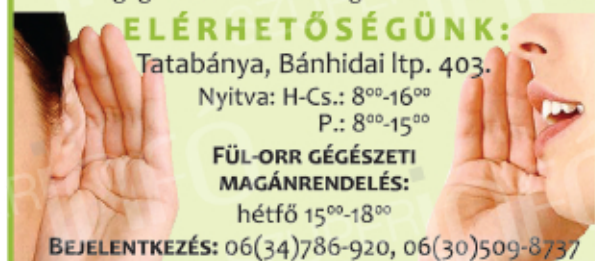 ELÉRHETŐSÉGÜNK:
Tatabánya, Bánhidai ltp. 403.
Nyitva: H-Cs.: 8⁰⁰-16⁰⁰
P.: 8⁰⁰-15⁰⁰
FÜL-ORR GÉGÉSZETI
MAGÁNRENDELÉS:
hétfő 15⁰⁰-18⁰⁰
BEJELENTKEZÉS: 06(34)786-920, 06(30)509-8737